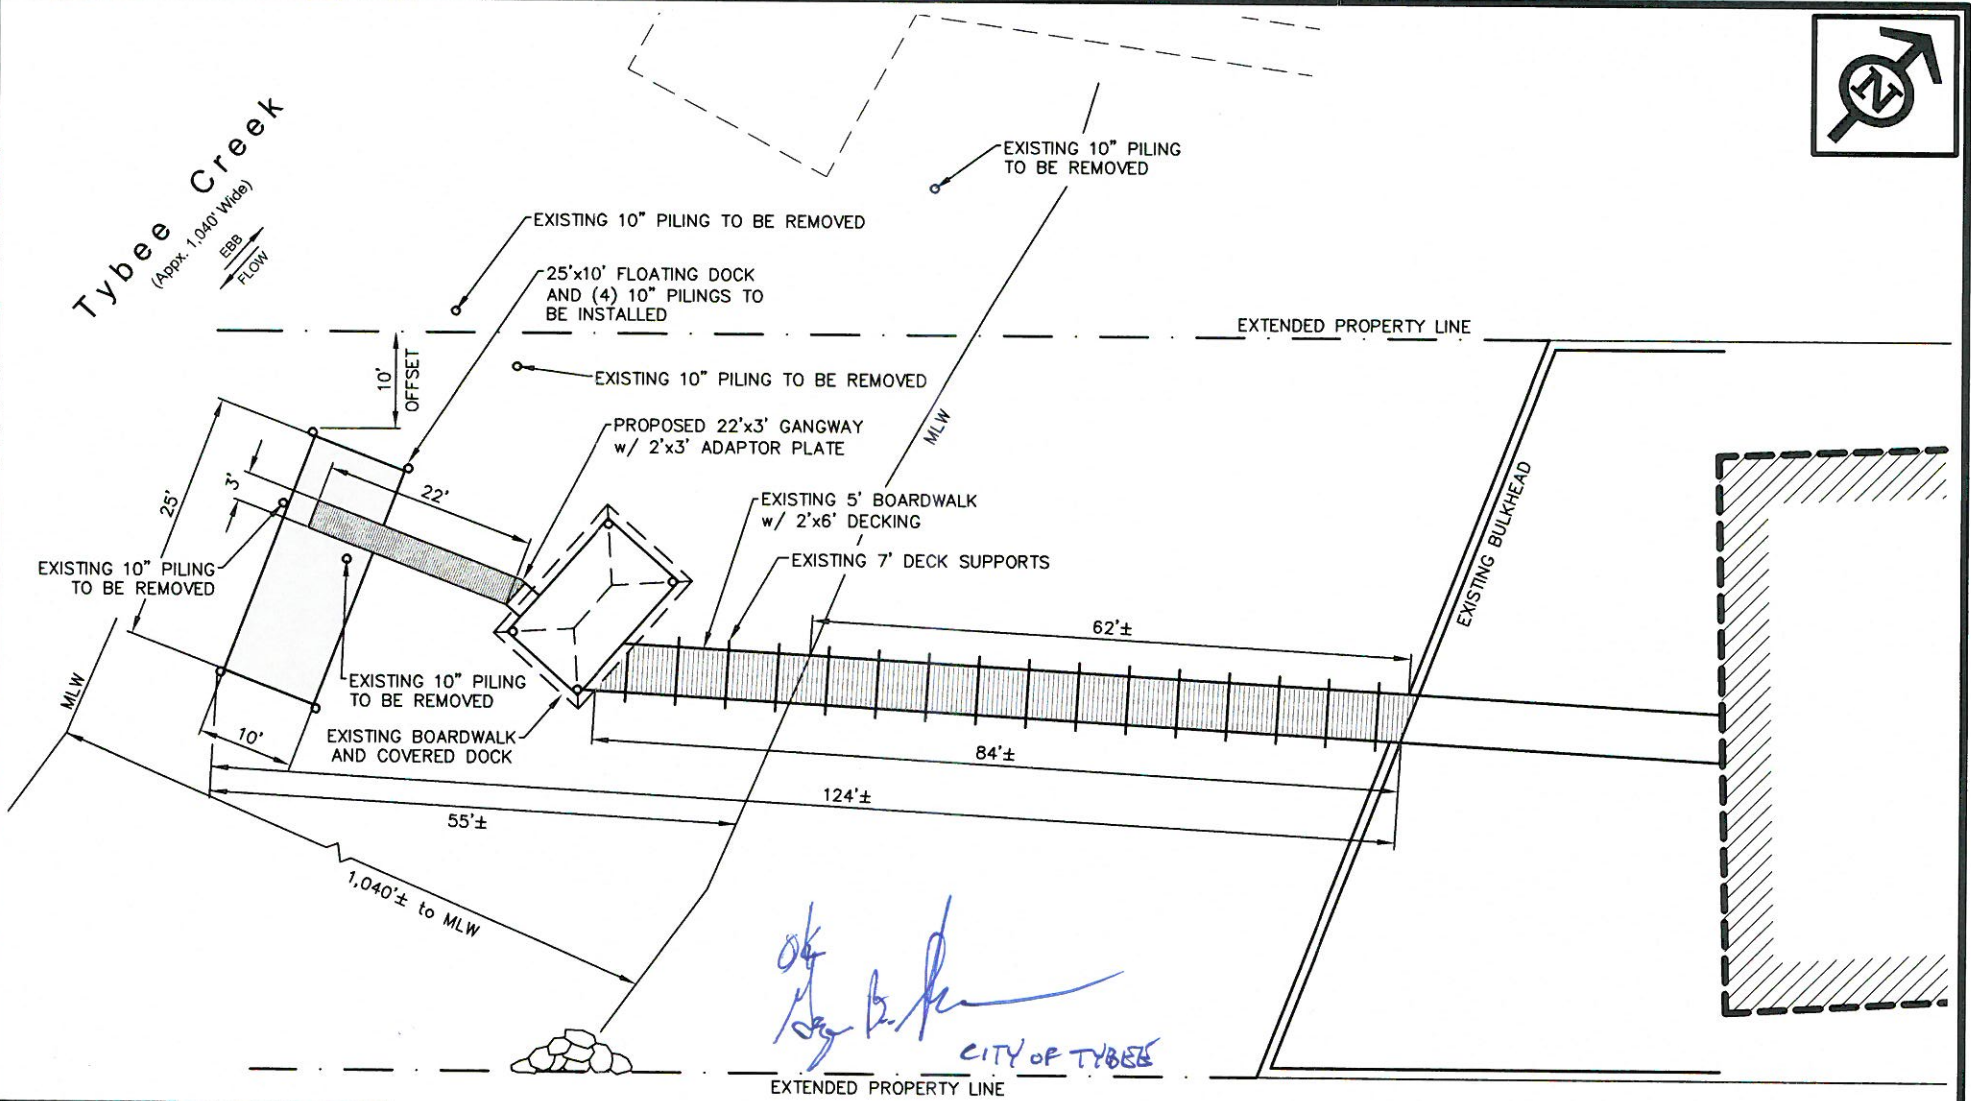 N
Tybee Creek
(Appx. 1,040' Wide)
EBB
FLOW
EXISTING 10" PILING
TO BE REMOVED
EXISTING 10" PILING TO BE REMOVED
25'x10' FLOATING DOCK
AND (4) 10" PILINGS TO
BE INSTALLED
EXTENDED PROPERTY LINE
10'
OFFSET
EXISTING 10" PILING TO BE REMOVED
PROPOSED 22'x3' GANGWAY
w/ 2'x3' ADAPTOR PLATE
MLW
25'
3'
22'
EXISTING 5' BOARDWALK
w/ 2'x6' DECKING
EXISTING 7' DECK SUPPORTS
EXISTING BULKHEAD
EXISTING 10" PILING
TO BE REMOVED
62'±
MLW
EXISTING 10" PILING
TO BE REMOVED
10'
EXISTING BOARDWALK
AND COVERED DOCK
84'±
124'±
55'±
1,040'± to MLW
OK
CITY OF TYBEE
EXTENDED PROPERTY LINE